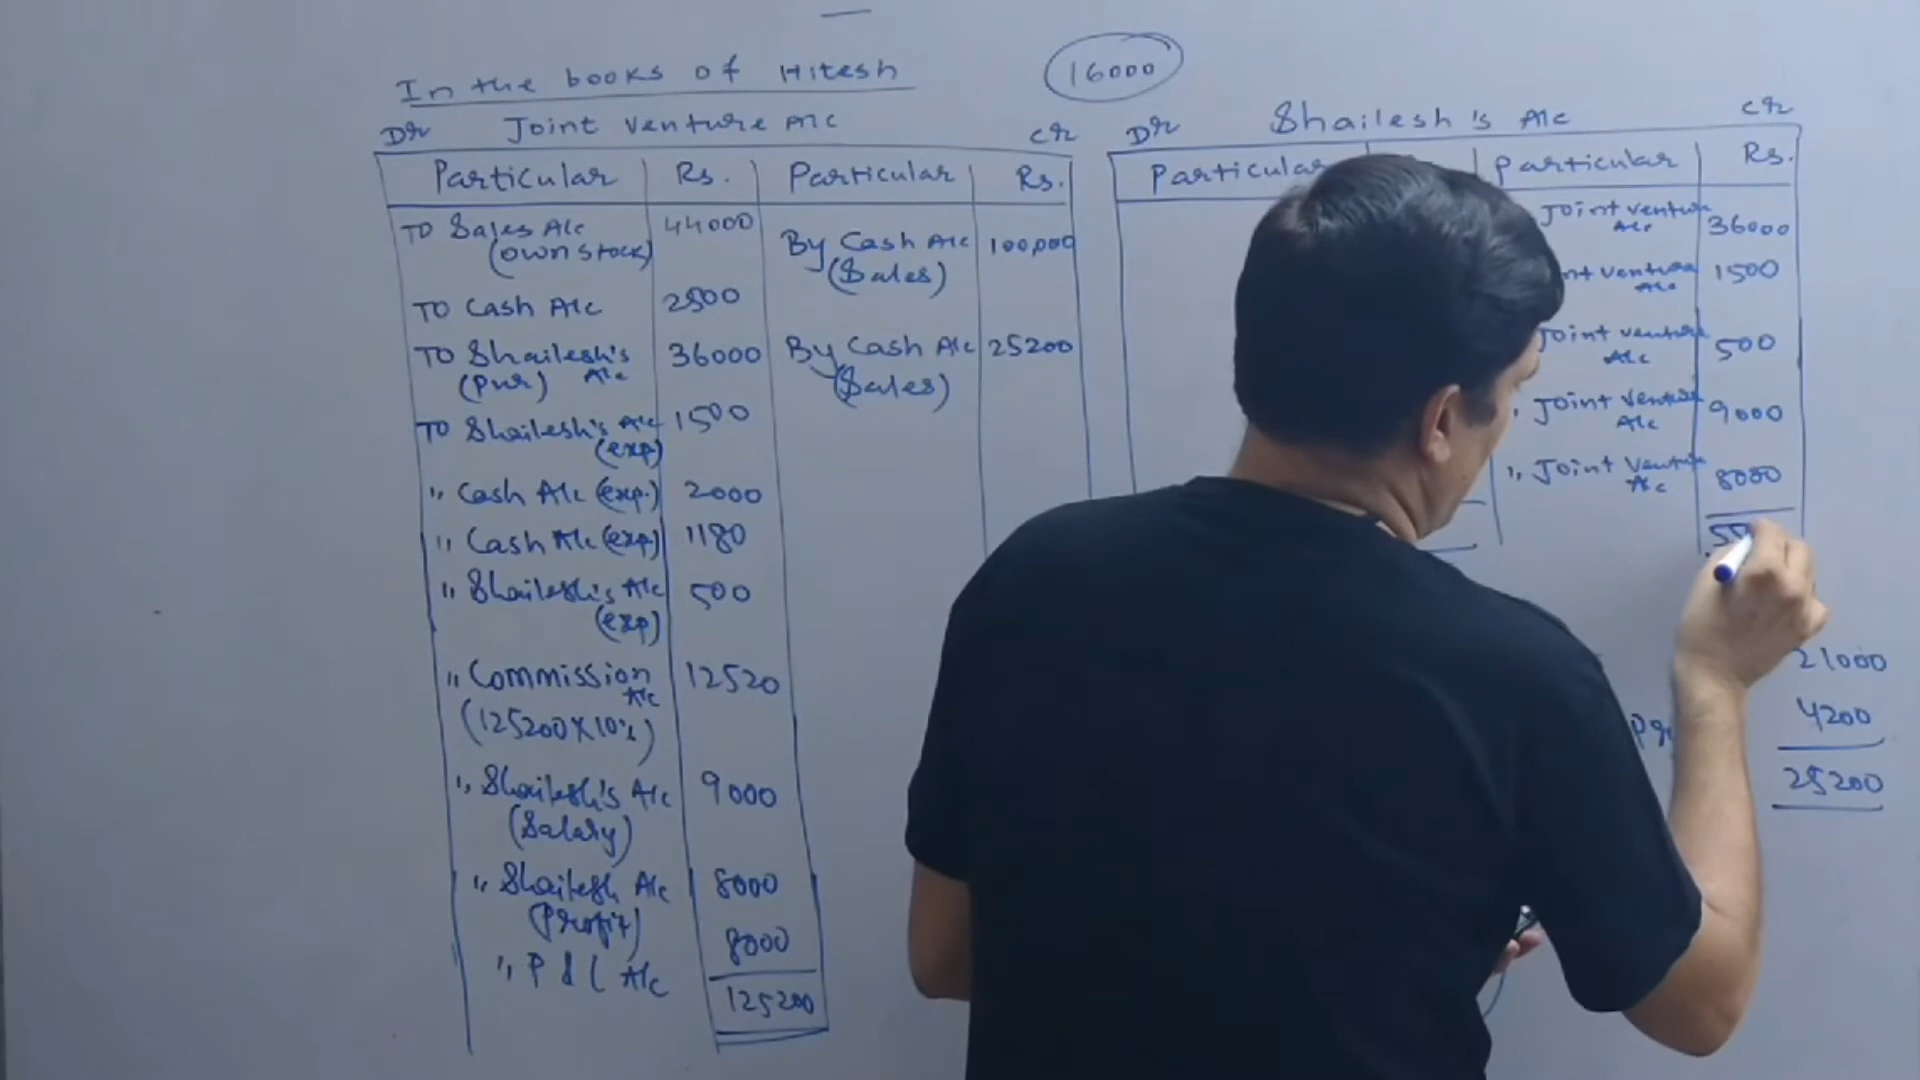 In the books of Hitesh
16000
Dr Joint Venture A/c Cr
Particular Rs. Particular Rs.
To Sales A/c 44000 By Cash A/c 100,000
(own stock) (Sales)
To Cash A/c 2500
To Shailesh's 36000 By Cash A/c 25200
(pur) A/c (Sales)
To Shailesh's A/c 1500
(exp)
" Cash A/c (exp.) 2000
" Cash A/c (exp) 1180
" Shailesh's A/c 500
(exp)
" Commission 12520
A/c
(125200 X 10%)
" Shailesh's A/c 9000
(Salary)
" Shailesh A/c 8000
(Profit)
" P & L A/c 8000
125200
Dr Shailesh's A/c Cr
Particular Particular Rs.
Joint Venture 36000
A/c
Venture 1500
A/c
Joint Venture 500
A/c
" Joint Venture 9000
A/c
" Joint Venture 8000
A/c
21000
4200
25200